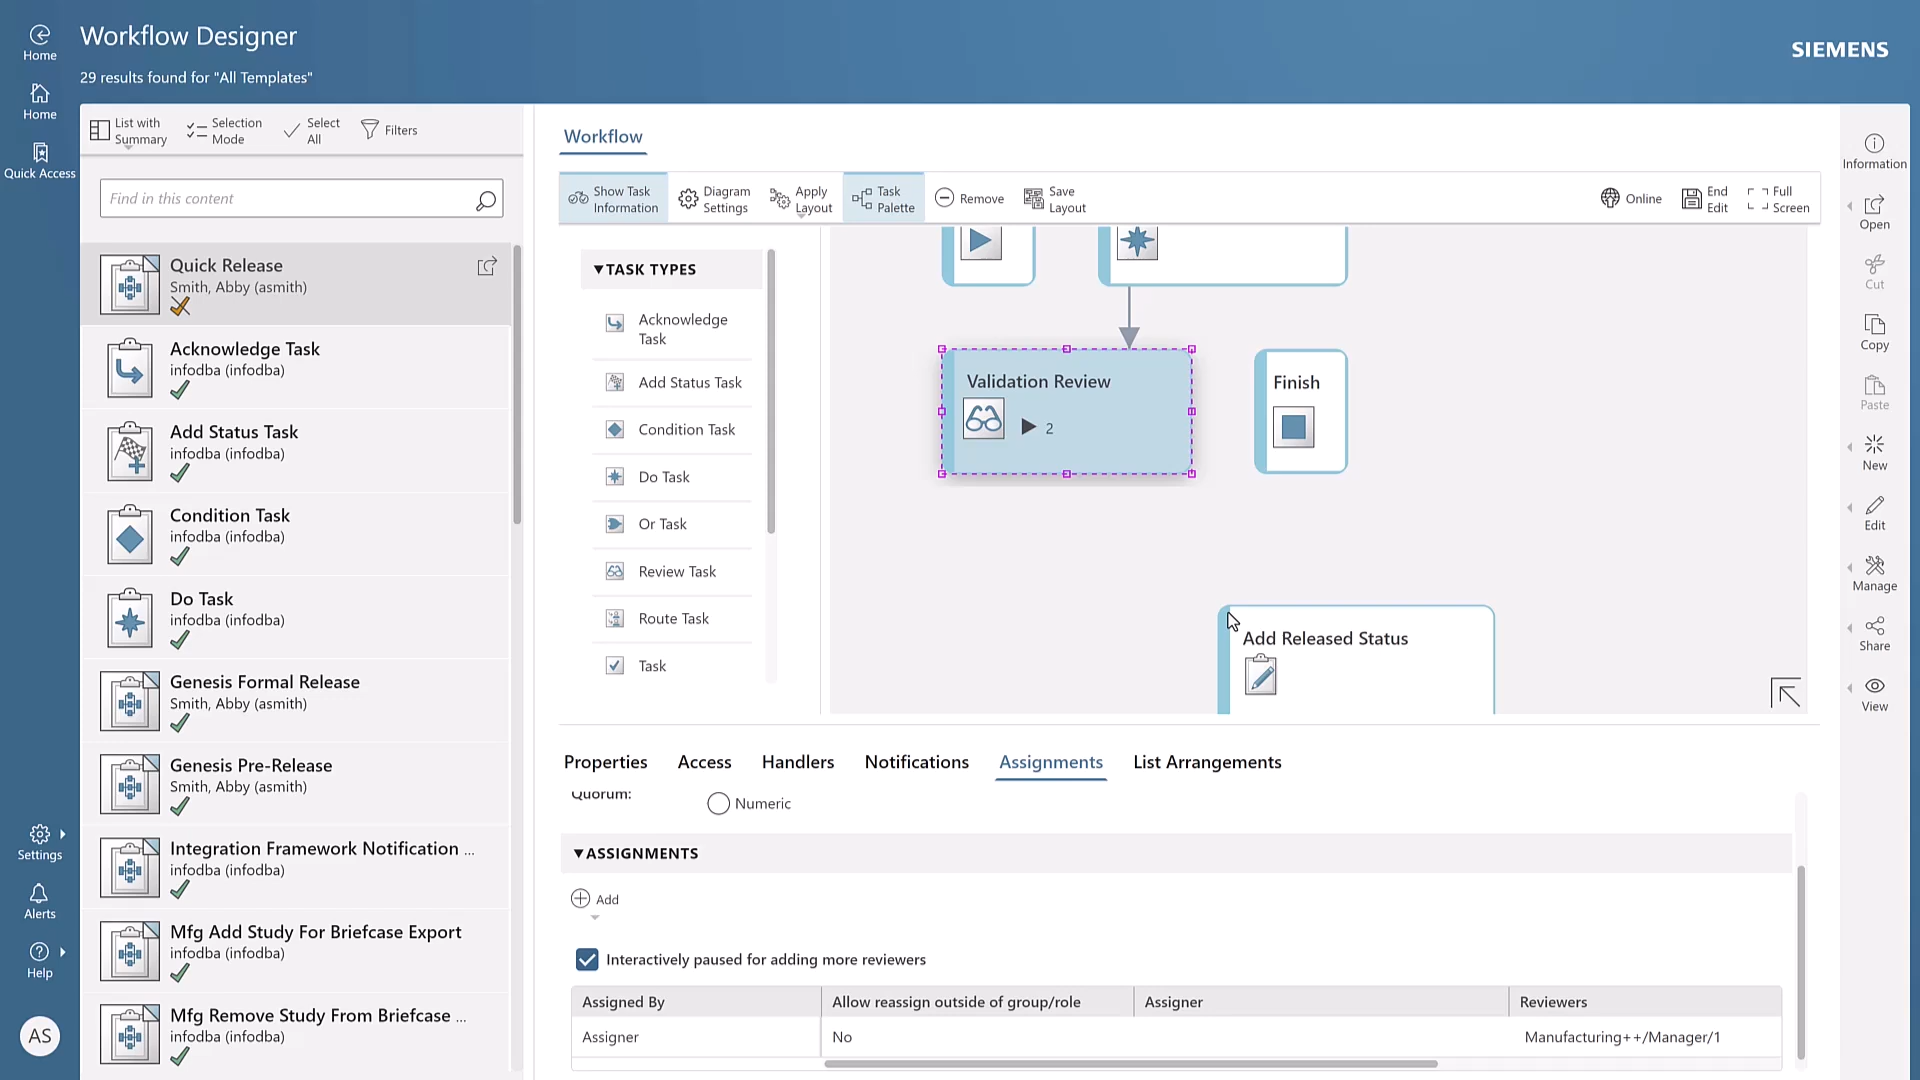 Home
Home
Quick Access
Settings
Alerts
Help
AS
Workflow Designer
29 results found for "All Templates"
SIEMENS
List with
Summary
Selection
Mode
Select
All
Filters
Find in this content
Quick Release
Smith, Abby (asmith)
Acknowledge Task
infodba (infodba)
Add Status Task
infodba (infodba)
Condition Task
infodba (infodba)
Do Task
infodba (infodba)
Genesis Formal Release
Smith, Abby (asmith)
Genesis Pre-Release
Smith, Abby (asmith)
Integration Framework Notification ...
infodba (infodba)
Mfg Add Study For Briefcase Export
infodba (infodba)
Mfg Remove Study From Briefcase ...
infodba (infodba)
Workflow
Show Task
Information
Diagram
Settings
Apply
Layout
Task
Palette
Remove
Save
Layout
Online
End
Edit
Full
Screen
TASK TYPES
Acknowledge
Task
Add Status Task
Condition Task
Do Task
Or Task
Review Task
Route Task
Task
Validation Review
2
Finish
Add Released Status
Properties
Access
Handlers
Notifications
Assignments
List Arrangements
Quorum:
Numeric
ASSIGNMENTS
Add
Interactively paused for adding more reviewers
Assigned By
Allow reassign outside of group/role
Assigner
Reviewers
Assigner
No
Manufacturing++/Manager/1
Information
Open
Cut
Copy
Paste
New
Edit
Manage
Share
View